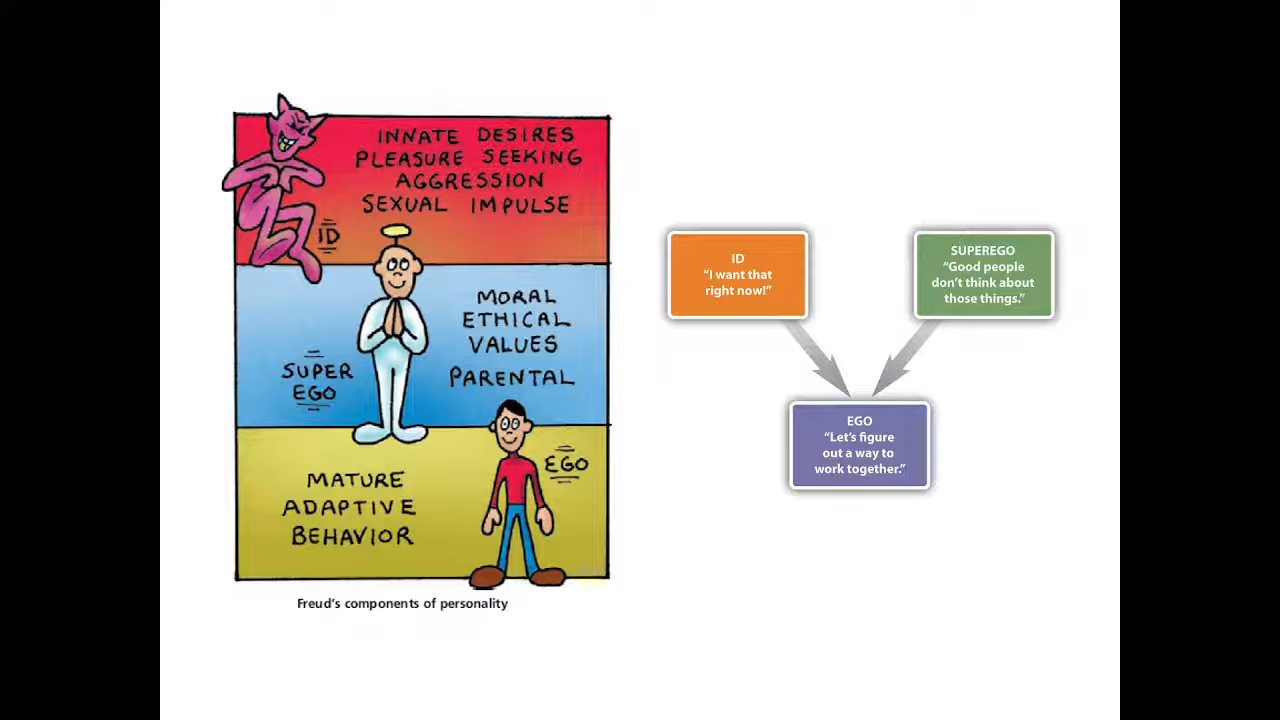 INNATE DESIRES
PLEASURE SEEKING
AGGRESSION
SEXUAL IMPULSE
ID
MORAL
ETHICAL
VALUES
PARENTAL
SUPER
EGO
EGO
MATURE
ADAPTIVE
BEHAVIOR
Freud's components of personality
ID
“I want that
right now!”
SUPEREGO
“Good people
don’t think about
those things.”
EGO
“Let’s figure
out a way to
work together.”